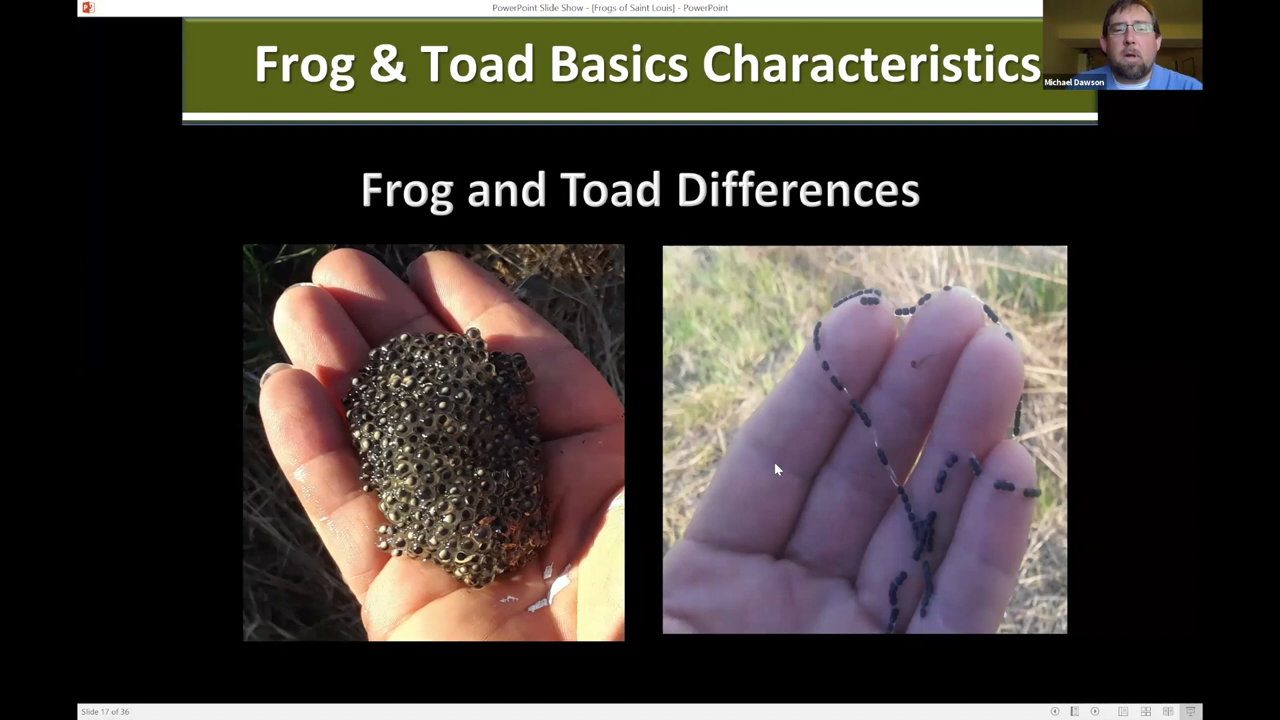 PowerPoint Slide Show - [Frogs of Saint Louis] - PowerPoint
Frog & Toad Basics Characteristics
Michael Dawson
Frog and Toad Differences
Slide 17 of 36